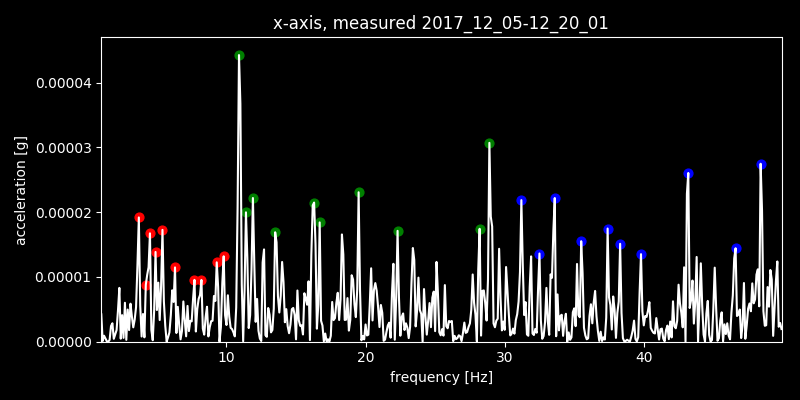 x-axis, measured 2017_12_05-12_20_01
acceleration [g]
0.00004
0.00003
0.00002
0.00001
0.00000
10 20 30 40
frequency [Hz]